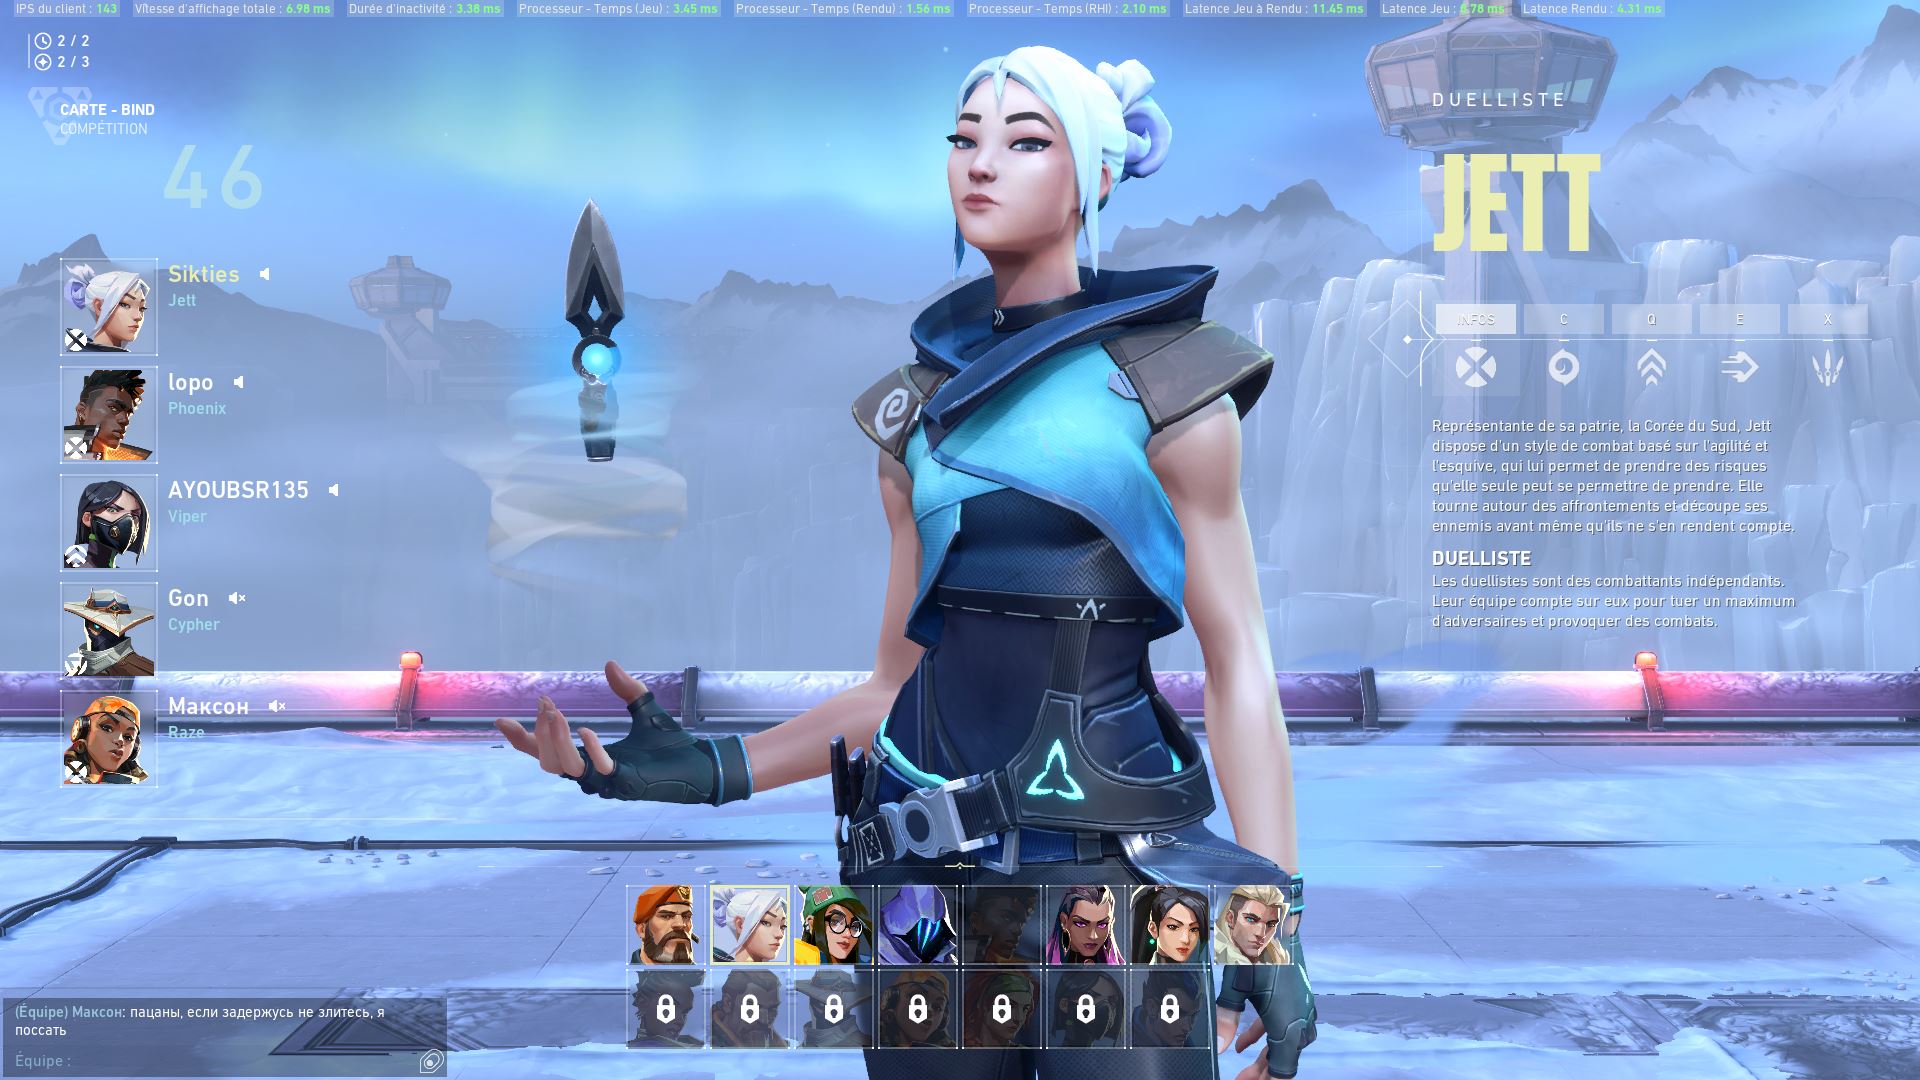 IPS du client : 143
Vitesse d'affichage totale : 6.98 ms
Durée d'inactivité : 3.38 ms
Processeur - Temps (Jeu) : 3.45 ms
Processeur - Temps (Rendu) : 1.56 ms
Processeur - Temps (RHI) : 2.10 ms
Latence Jeu à Rendu : 11.45 ms
Latence Jeu : 0.78 ms
Latence Rendu : 4.31 ms
2 / 2
2 / 3
CARTE - BIND
COMPÉTITION
46
Sikties
Jett
lopo
Phoenix
AYOUBSR135
Viper
Gon
Cypher
Максон
Raze
DUELLISTE
JETT
INFOS C Q E X
Représentante de sa patrie, la Corée du Sud, Jett
dispose d'un style de combat basé sur l'agilité et
l'esquive, qui lui permet de prendre des risques
qu'elle seule peut se permettre de prendre. Elle
tourne autour des affrontements et découpe ses
ennemis avant même qu'ils ne s'en rendent compte.
DUELLISTE
Les duellistes sont des combattants indépendants.
Leur équipe compte sur eux pour tuer un maximum
d'adversaires et provoquer des combats.
(Équipe) Максон: пацаны, если задержусь не злитесь, я
поссать
Équipe :